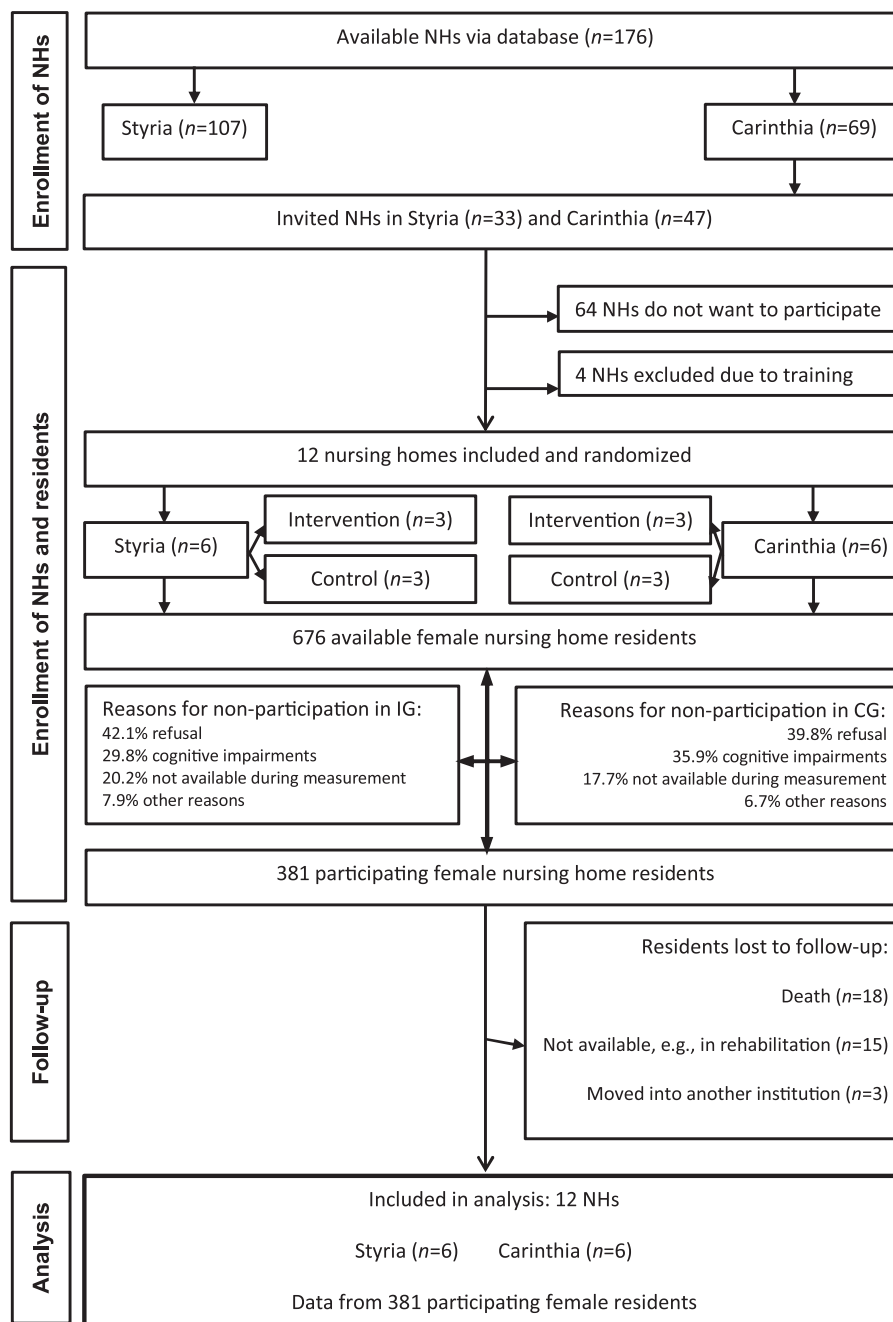 Enrollment of NHs
Available NHs via database (n=176)
Styria (n=107)
Carinthia (n=69)
Invited NHs in Styria (n=33) and Carinthia (n=47)
Enrollment of NHs and residents
64 NHs do not want to participate
4 NHs excluded due to training
12 nursing homes included and randomized
Styria (n=6)
Intervention (n=3)
Control (n=3)
Intervention (n=3)
Control (n=3)
Carinthia (n=6)
676 available female nursing home residents
Reasons for non-participation in IG:
42.1% refusal
29.8% cognitive impairments
20.2% not available during measurement
7.9% other reasons
Reasons for non-participation in CG:
39.8% refusal
35.9% cognitive impairments
17.7% not available during measurement
6.7% other reasons
381 participating female nursing home residents
Follow-up
Residents lost to follow-up:
Death (n=18)
Not available, e.g., in rehabilitation (n=15)
Moved into another institution (n=3)
Analysis
Included in analysis: 12 NHs
Styria (n=6) Carinthia (n=6)
Data from 381 participating female residents